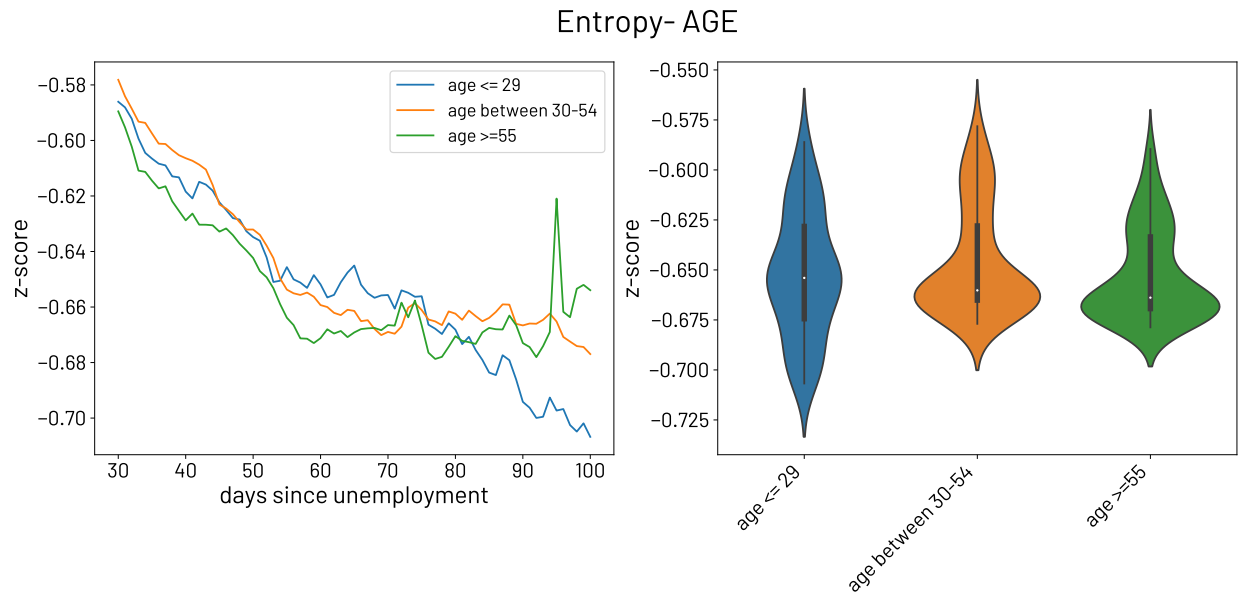 Entropy- AGE
z-score
−0.58
−0.60
−0.62
−0.64
−0.66
−0.68
−0.70
age <= 29
age between 30-54
age >=55
30 40 50 60 70 80 90 100
days since unemployment
z-score
−0.550
−0.575
−0.600
−0.625
−0.650
−0.675
−0.700
−0.725
age <= 29
age between 30-54
age >=55